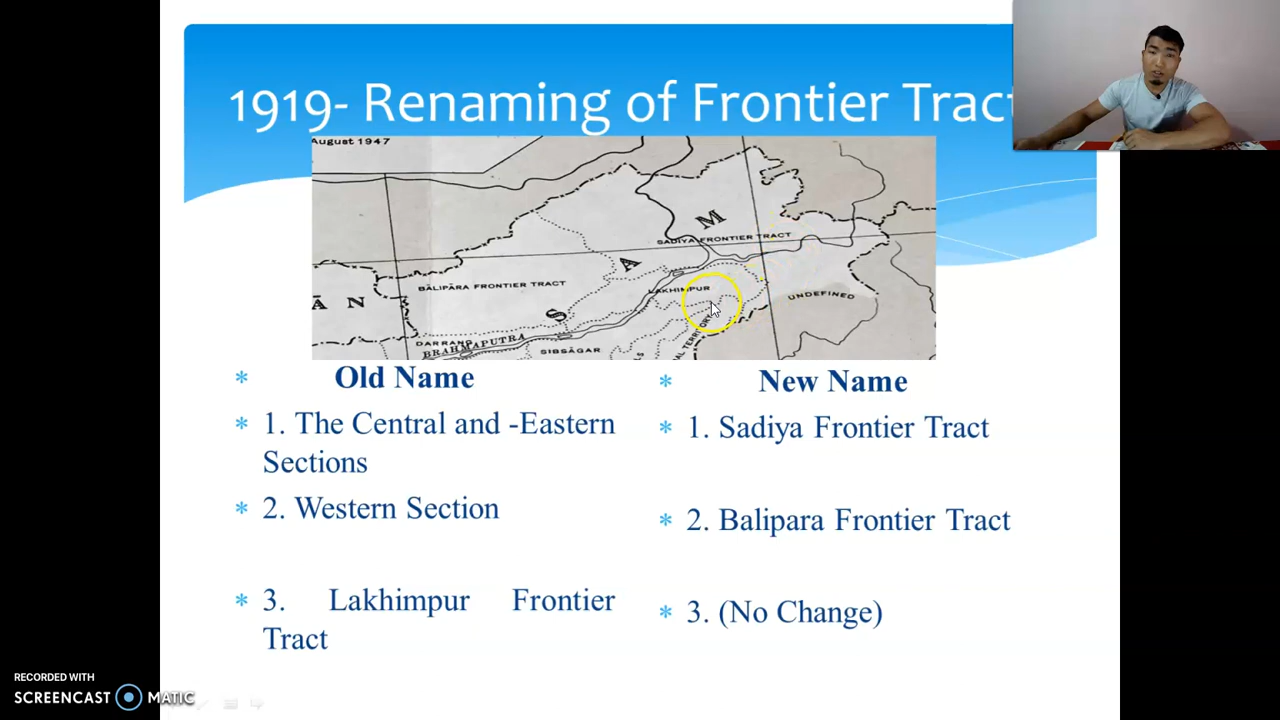 1919- Renaming of Frontier Tract
August 1947
M
SADIYA FRONTIER TRACT
A
BĀLIPĀRA FRONTIER TRACT
LAKHIMPUR
UNDEFINED
Ā N
S
DARRANG
BRAHMAPUTRA
SIBSĀGAR
* Old Name
* 1. The Central and -Eastern
Sections
* 2. Western Section
* 3. Lakhimpur Frontier
Tract
* New Name
* 1. Sadiya Frontier Tract
* 2. Balipara Frontier Tract
* 3. (No Change)
RECORDED WITH
SCREENCAST MATIC